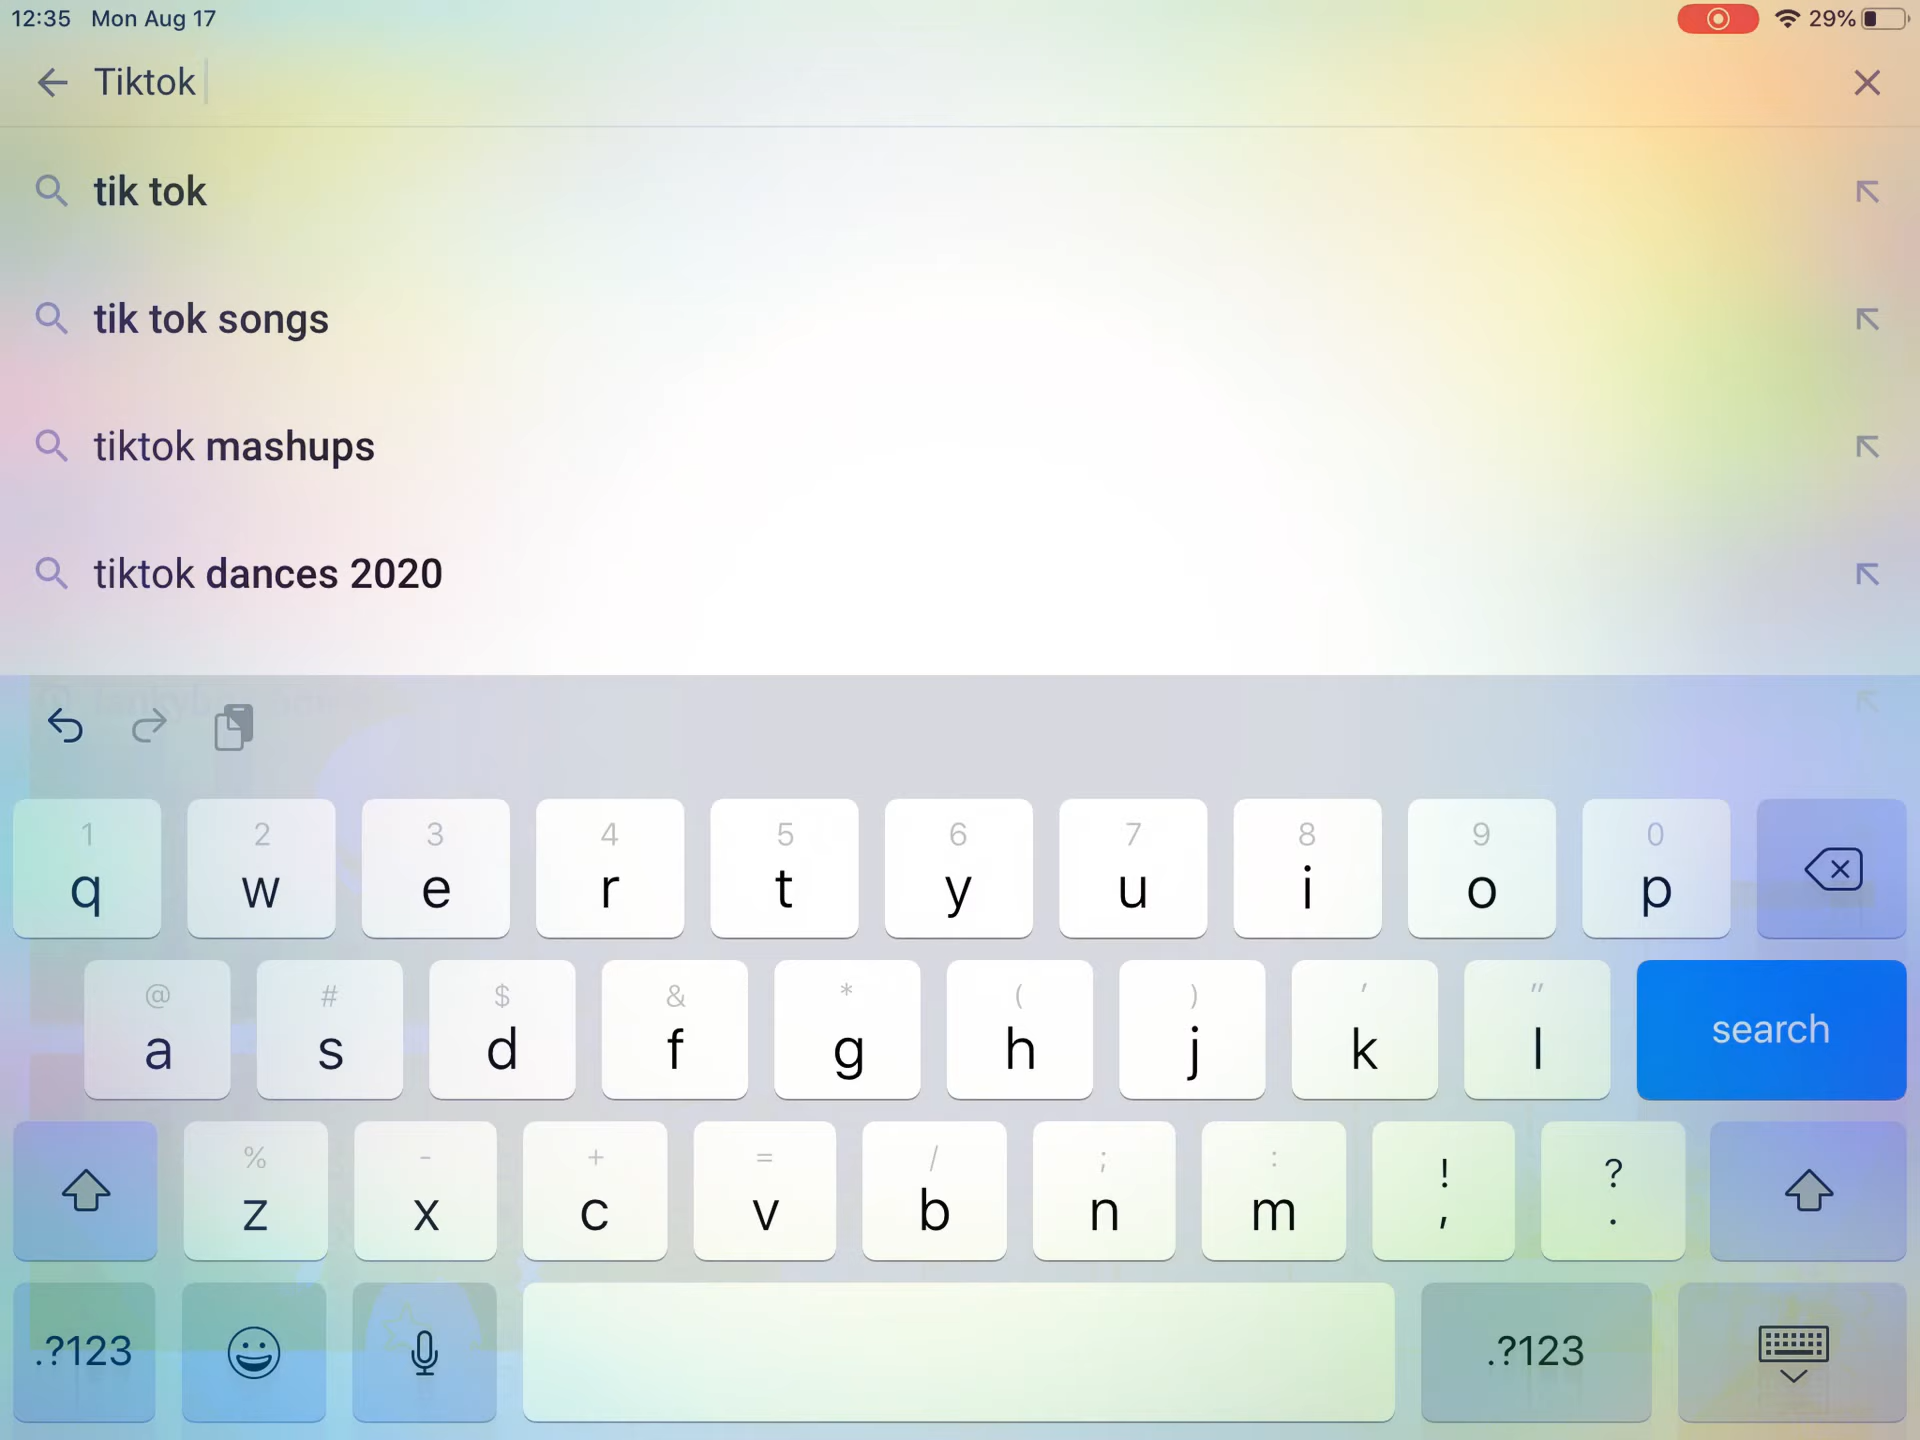 12:35 Mon Aug 17 29%
Tiktok
tik tok
tik tok songs
tiktok mashups
tiktok dances 2020
1 2 3 4 5 6 7 8 9 0
q w e r t y u i o p
@ # $ & * ( ) ' "
a s d f g h j k l search
% - + = / ; : ! ?
z x c v b n m , .
.?123 .?123